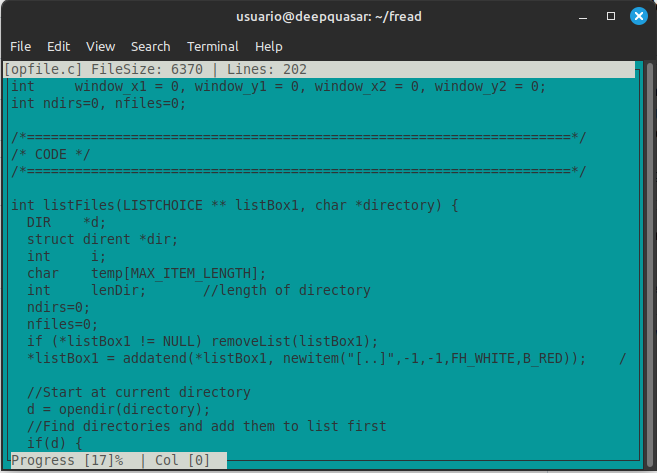 usuario@deepquasar: ~/fread
File Edit View Search Terminal Help
[opfile.c] FileSize: 6370 | Lines: 202
int     window_x1 = 0, window_y1 = 0, window_x2 = 0, window_y2 = 0;
int ndirs=0, nfiles=0;
/*====================================================================*/
/* CODE */
/*====================================================================*/
int listFiles(LISTCHOICE ** listBox1, char *directory) {
  DIR    *d;
  struct dirent *dir;
  int     i;
  char    temp[MAX_ITEM_LENGTH];
  int     lenDir;       //length of directory
  ndirs=0;
  nfiles=0;
  if (*listBox1 != NULL) removeList(listBox1);
  *listBox1 = addatend(*listBox1, newitem("[..]",-1,-1,FH_WHITE,B_RED));    /
  //Start at current directory
  d = opendir(directory);
  //Find directories and add them to list first
  if(d) {
Progress [17]%  | Col [0]